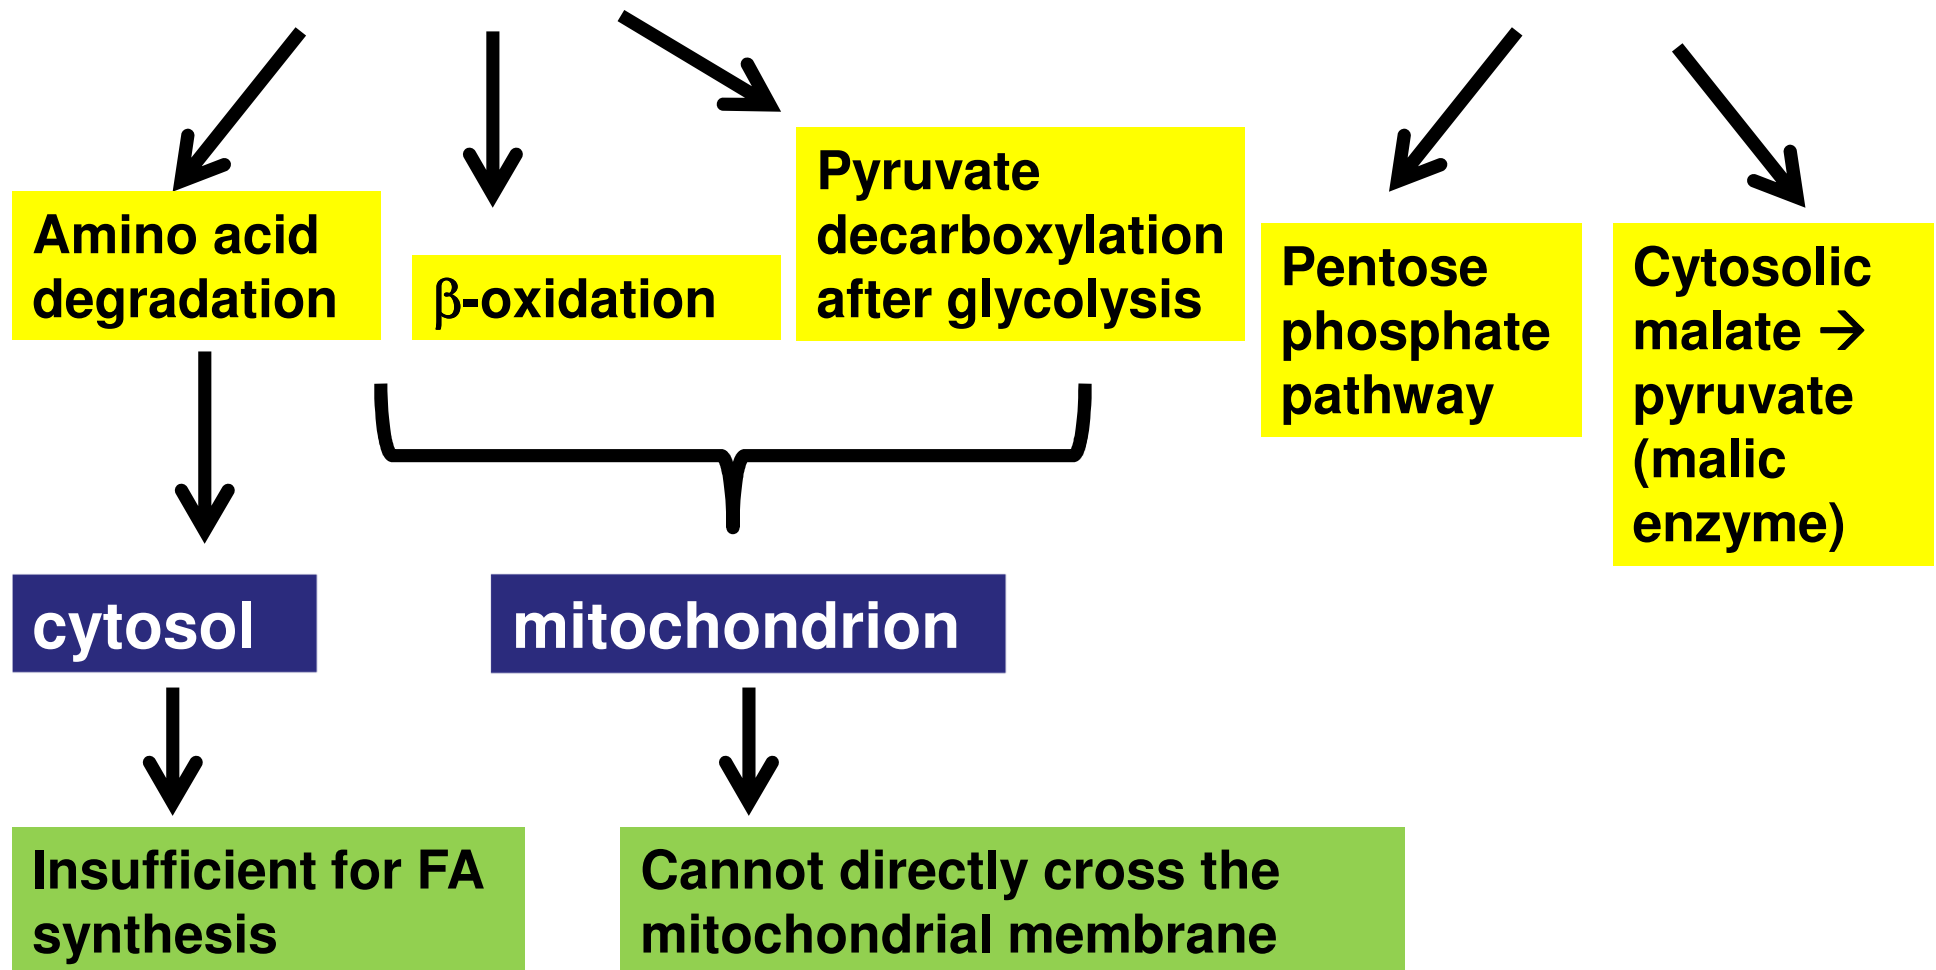 Amino acid
degradation
β-oxidation
Pyruvate
decarboxylation
after glycolysis
Pentose
phosphate
pathway
Cytosolic
malate →
pyruvate
(malic
enzyme)
cytosol
mitochondrion
Insufficient for FA
synthesis
Cannot directly cross the
mitochondrial membrane